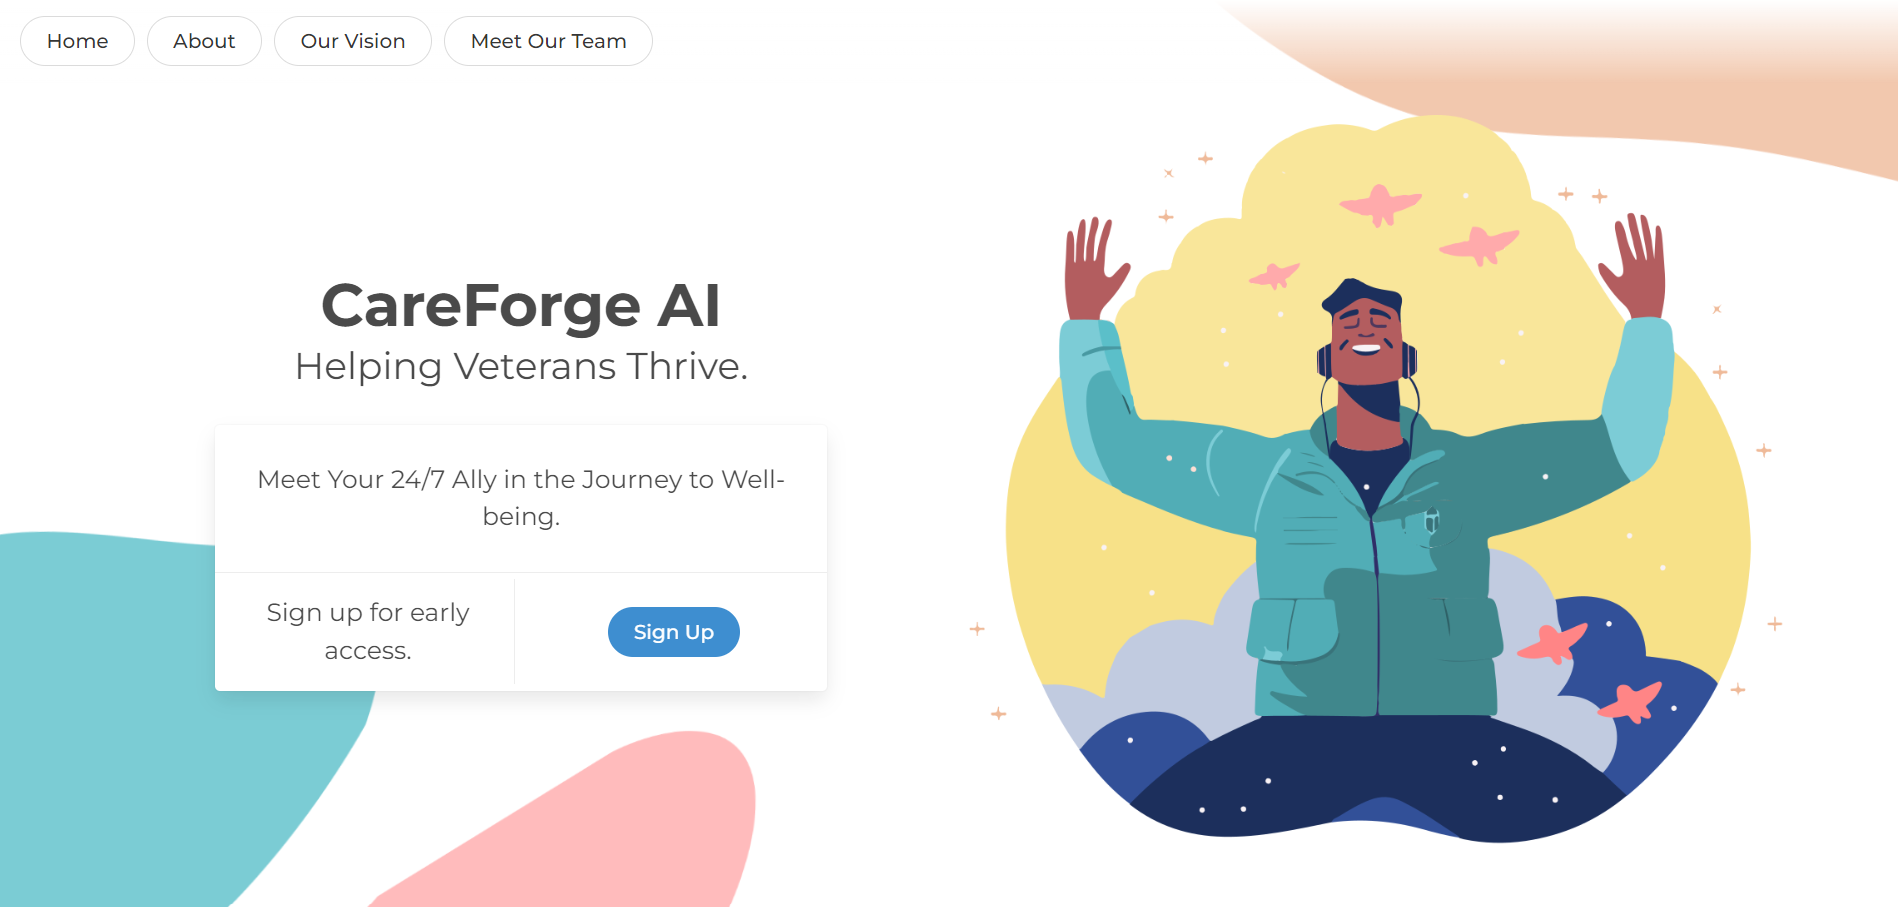 Home
About
Our Vision
Meet Our Team
CareForge AI
Helping Veterans Thrive.
Meet Your 24/7 Ally in the Journey to Well-
being.
Sign up for early
access.
Sign Up